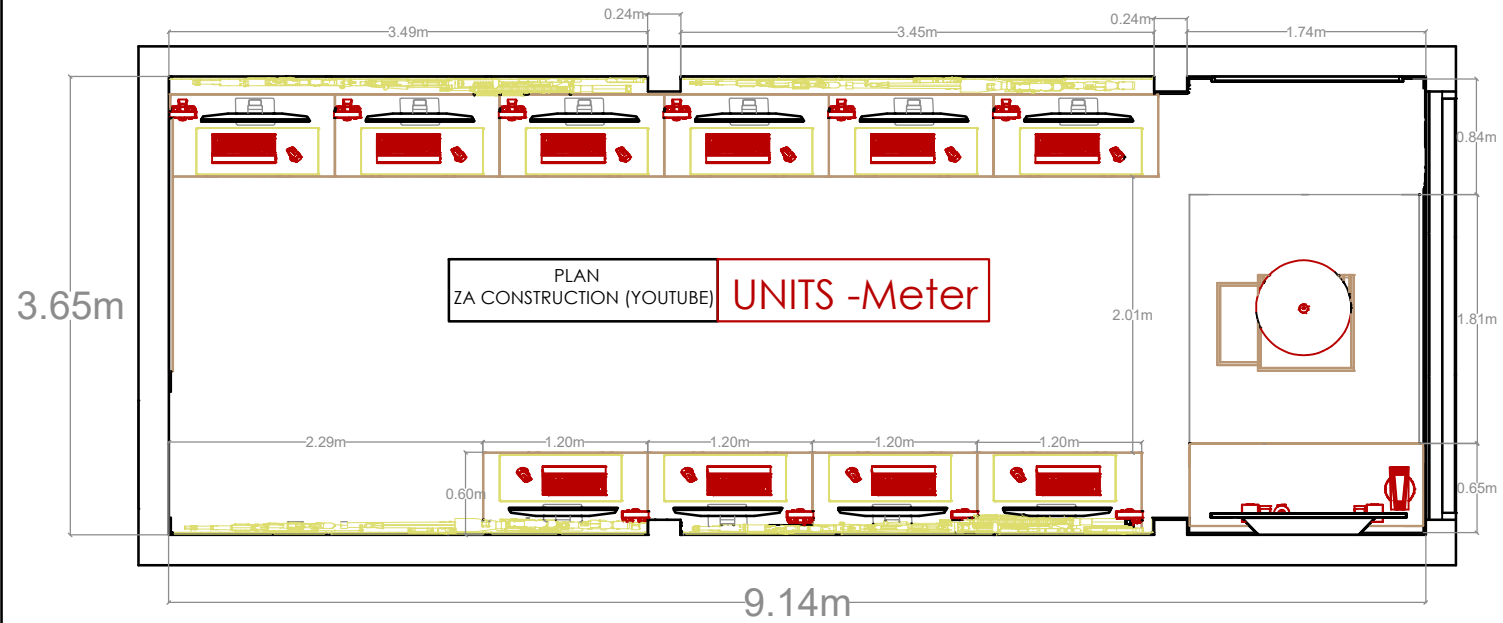 0.24m
0.24m
3.49m
3.45m
1.74m
0.84m
PLAN
ZA CONSTRUCTION (YOUTUBE)
UNITS -Meter
3.65m
2.01m
1.81m
2.29m
1.20m
1.20m
1.20m
1.20m
0.60m
0.65m
9.14m